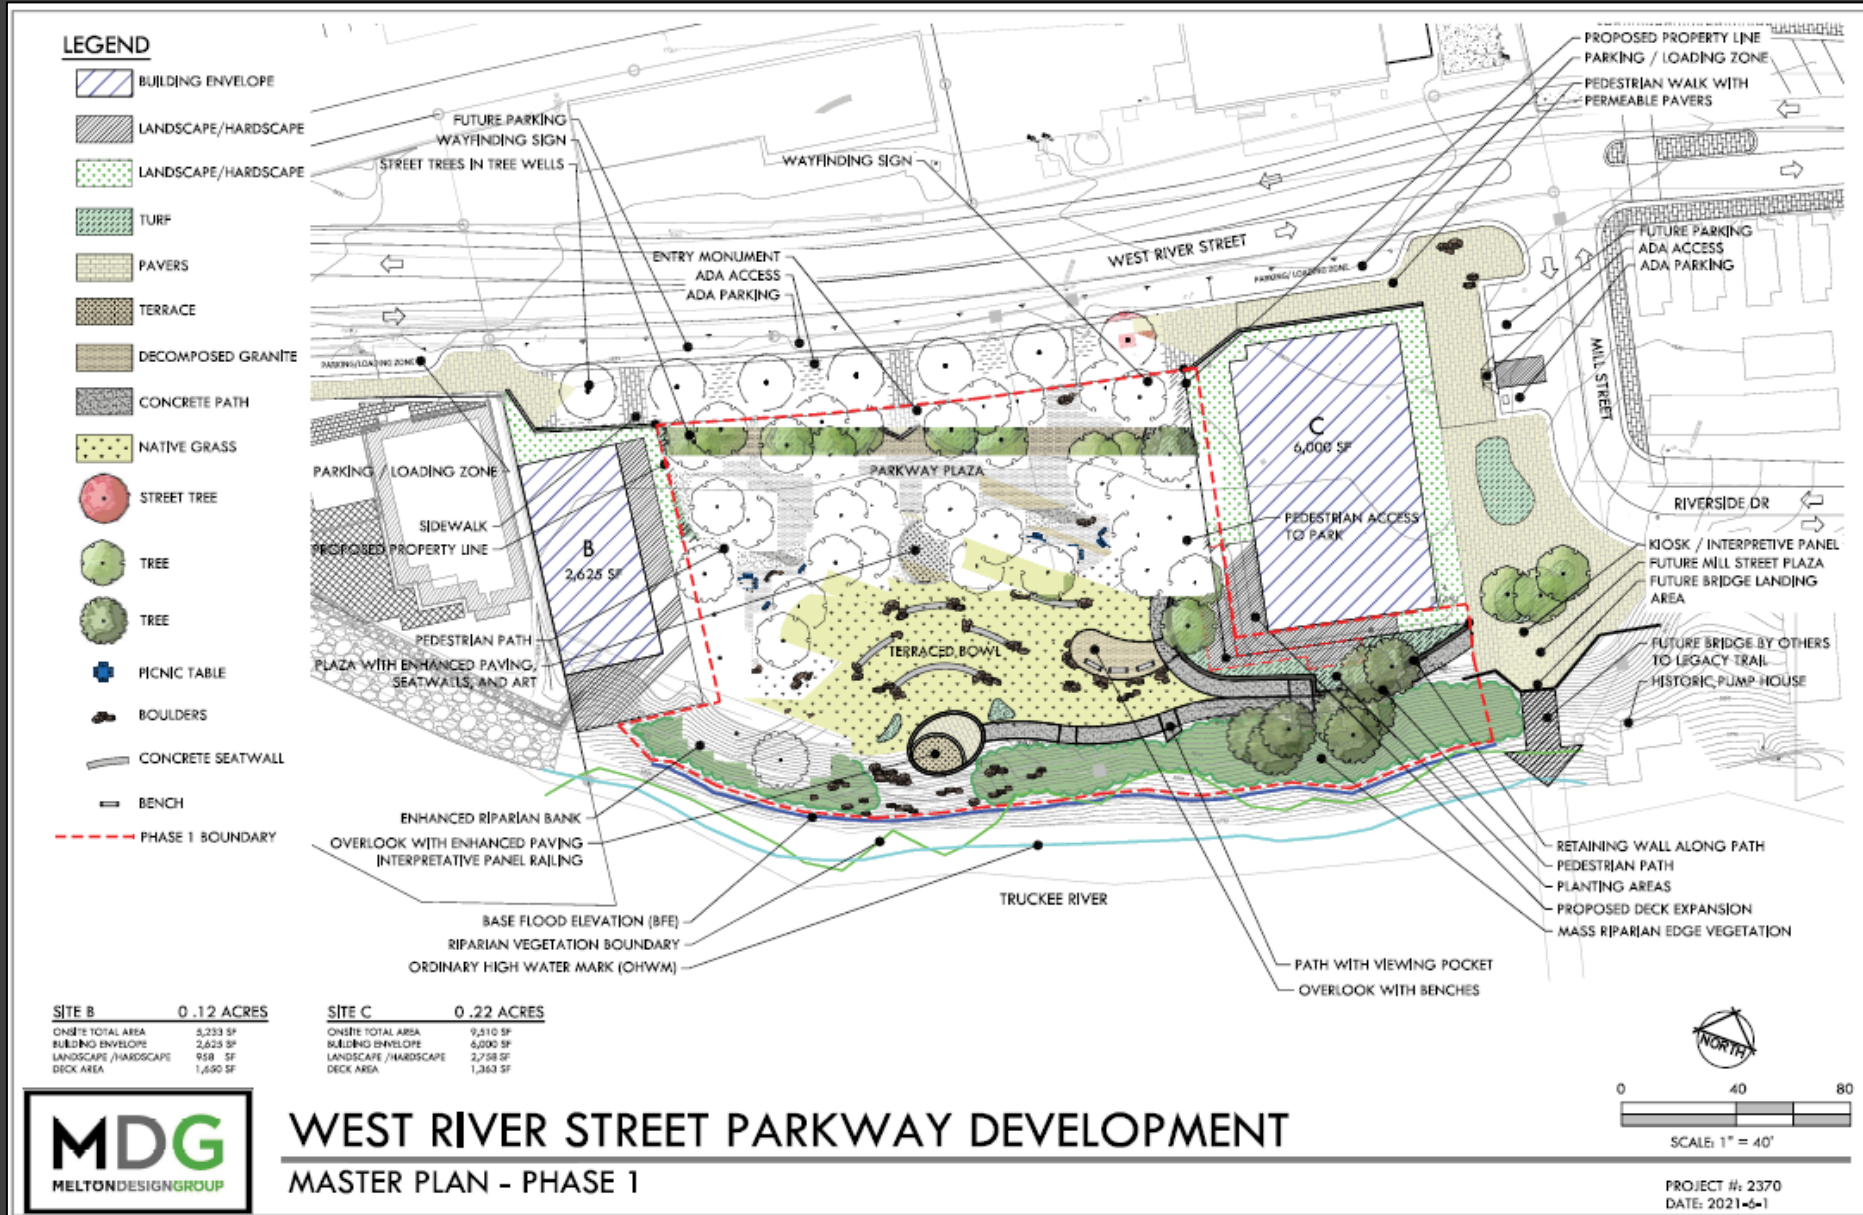 LEGEND
BUILDING ENVELOPE
LANDSCAPE/HARDSCAPE
LANDSCAPE/HARDSCAPE
TURF
PAVERS
TERRACE
DECOMPOSED GRANITE
CONCRETE PATH
NATIVE GRASS
STREET TREE
TREE
TREE
PICNIC TABLE
BOULDERS
CONCRETE SEATWALL
BENCH
PHASE 1 BOUNDARY
FUTURE PARKING
WAYFINDING SIGN
STREET TREES IN TREE WELLS
WAYFINDING SIGN
PROPOSED PROPERTY LINE
PARKING / LOADING ZONE
PEDESTRIAN WALK WITH
PERMEABLE PAVERS
ENTRY MONUMENT
ADA ACCESS
ADA PARKING
WEST RIVER STREET
PARKING/ LOADING ZONE
FUTURE PARKING
ADA ACCESS
ADA PARKING
MILL STREET
PARKING/LOADING ZONE
PARKING / LOADING ZONE
SIDEWALK
PROPOSED PROPERTY LINE
B
2,625 SF
PARKWAY PLAZA
C
6,000 SF
PEDESTRIAN ACCESS
TO PARK
RIVERSIDE DR
KIOSK / INTERPRETIVE PANEL
FUTURE MILL STREET PLAZA
FUTURE BRIDGE LANDING
AREA
FUTURE BRIDGE BY OTHERS
TO LEGACY TRAIL
HISTORIC PUMP HOUSE
PEDESTRIAN PATH
PLAZA WITH ENHANCED PAVING,
SEATWALLS, AND ART
TERRACED BOWL
ENHANCED RIPARIAN BANK
OVERLOOK WITH ENHANCED PAVING
INTERPRETATIVE PANEL RAILING
BASE FLOOD ELEVATION (BFE)
RIPARIAN VEGETATION BOUNDARY
ORDINARY HIGH WATER MARK (OHWM)
TRUCKEE RIVER
RETAINING WALL ALONG PATH
PEDESTRIAN PATH
PLANTING AREAS
PROPOSED DECK EXPANSION
MASS RIPARIAN EDGE VEGETATION
PATH WITH VIEWING POCKET
OVERLOOK WITH BENCHES
SITE B 0.12 ACRES
ONSITE TOTAL AREA 5,233 SF
BUILDING ENVELOPE 2,625 SF
LANDSCAPE /HARDSCAPE 958 SF
DECK AREA 1,650 SF
SITE C 0.22 ACRES
ONSITE TOTAL AREA 9,510 SF
BUILDING ENVELOPE 6,000 SF
LANDSCAPE /HARDSCAPE 2,758 SF
DECK AREA 1,363 SF
NORTH
0 40 80
SCALE: 1" = 40'
MDG
MELTONDESIGNGROUP
WEST RIVER STREET PARKWAY DEVELOPMENT
MASTER PLAN - PHASE 1
PROJECT #: 2370
DATE: 2021-6-1